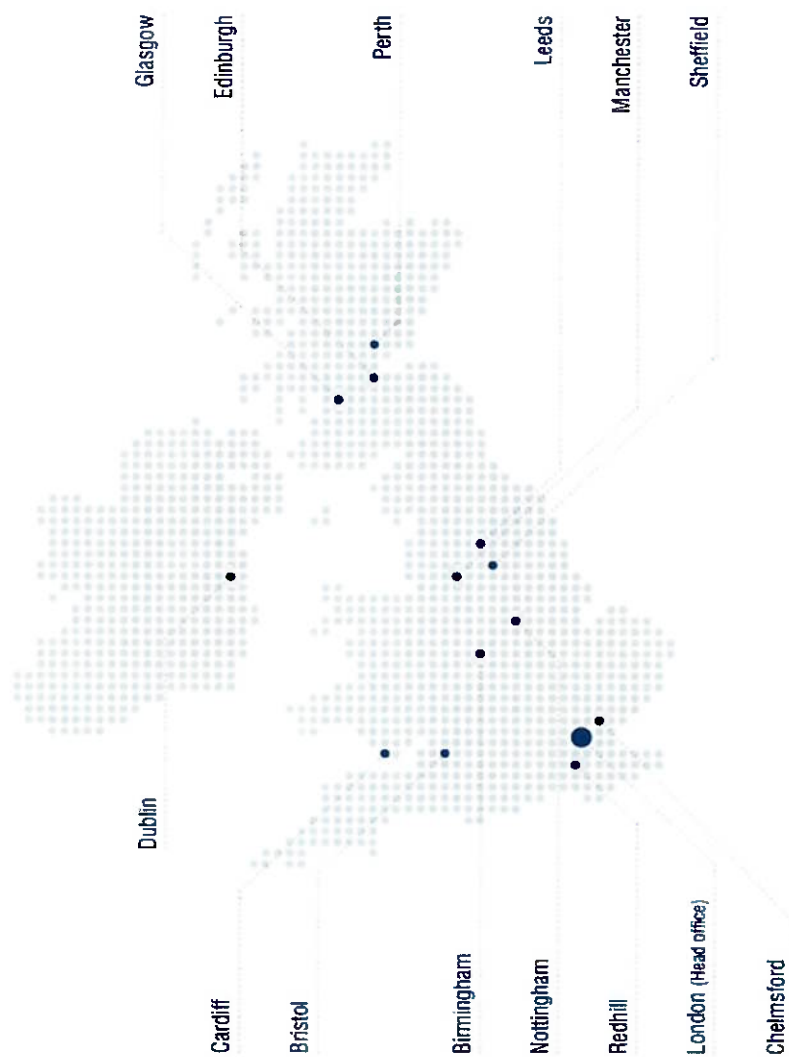 Glasgow
Edinburgh
Perth
Leeds
Manchester
Sheffield
Dublin
Cardiff
Bristol
Birmingham
Nottingham
Redhill
London (Head office)
Chelmsford